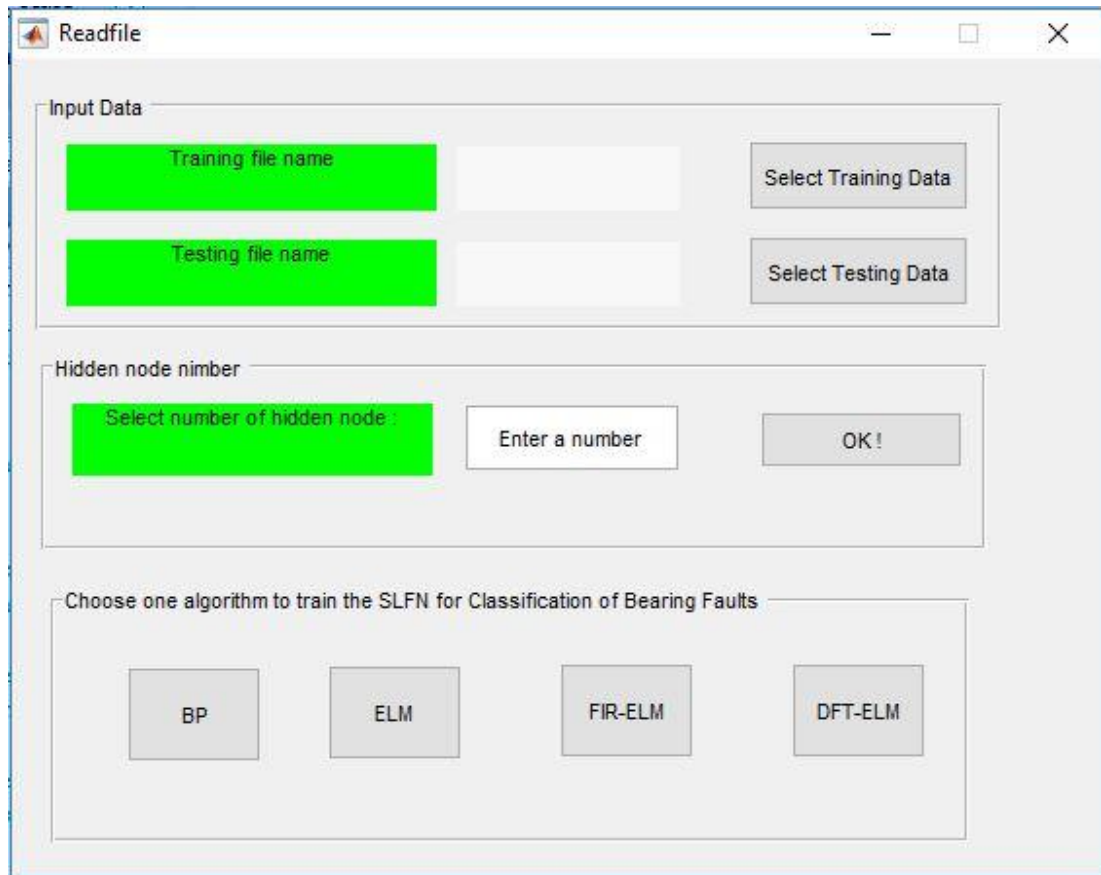 Readfile
Input Data
Training file name
Select Training Data
Testing file name
Select Testing Data
Hidden node nimber
Select number of hidden node :
Enter a number
OK !
Choose one algorithm to train the SLFN for Classification of Bearing Faults
BP
ELM
FIR-ELM
DFT-ELM